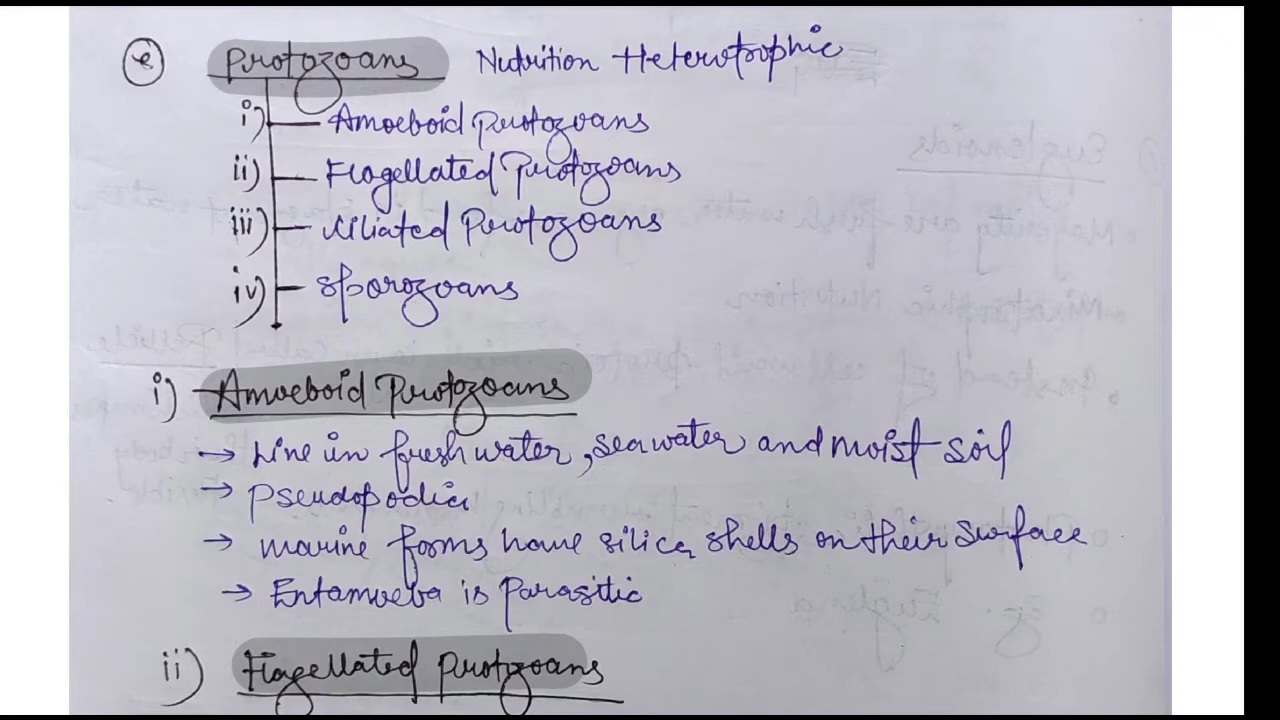 e Protozoans Nutrition Heterotrophic
i) Amoeboid Protozoans
ii) Flagellated Protozoans
iii) Ciliated Protozoans
iv) Sporozoans
i) Amoeboid Protozoans
→ Live in fresh water, sea water and moist soil
→ Pseudopodia
→ Marine forms have silica shells on their surface
→ Entamoeba is Parasitic
ii) Flagellated Protozoans